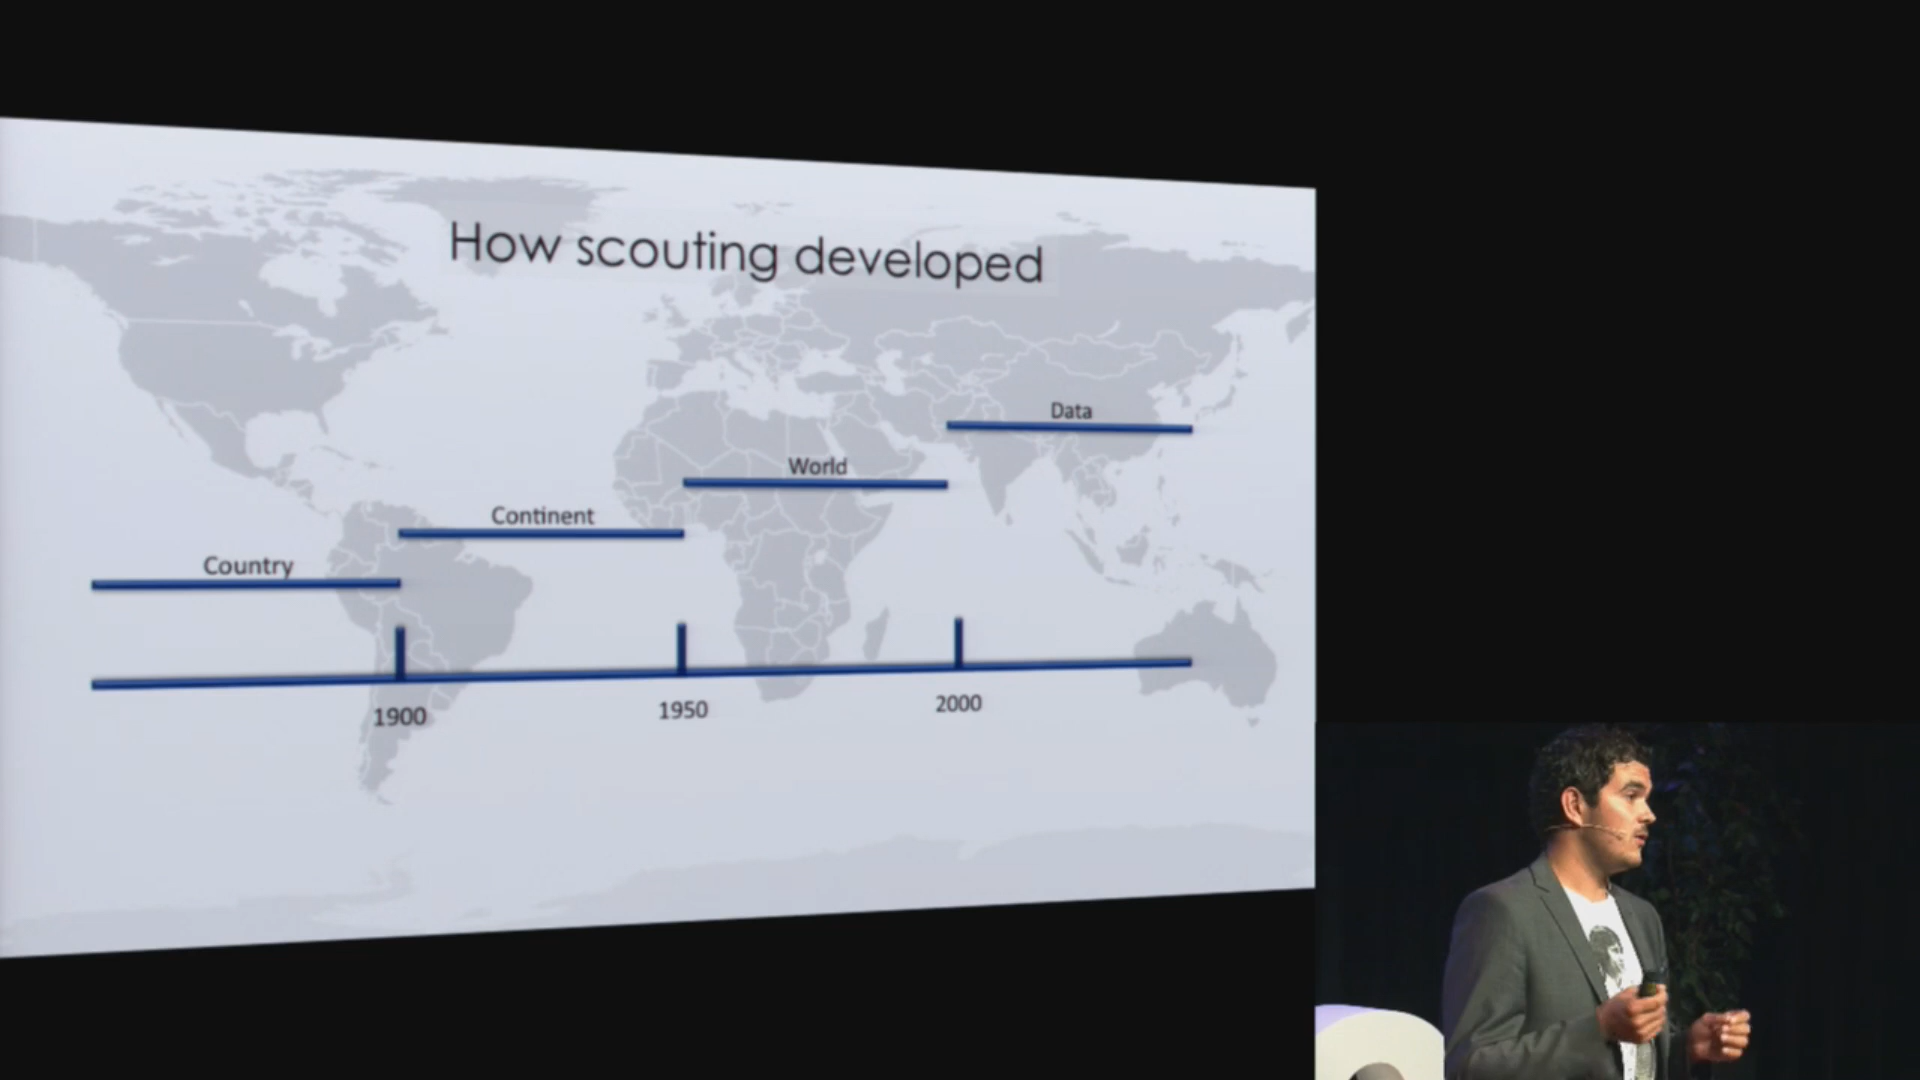 How scouting developed
Data
World
Continent
Country
1900
1950
2000